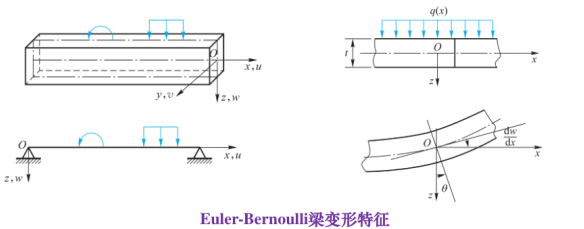 O
x,u
y,v
z,w
q(x)
t
O
x
z
O
x,u
z,w
O
dw
dx
x
z
θ
Euler-Bernoulli梁变形特征